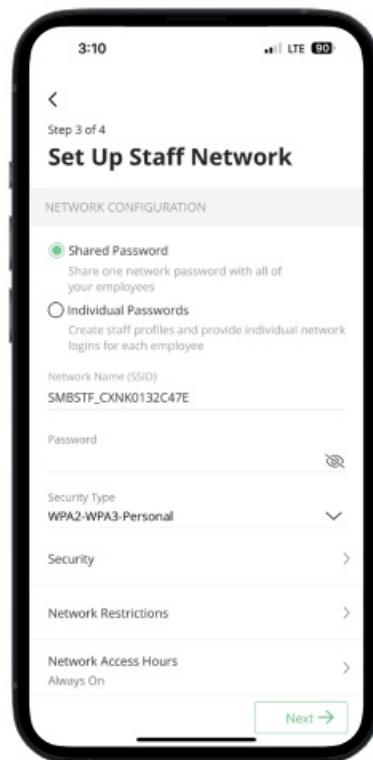 3:10
LTE 90
Step 3 of 4
Set Up Staff Network
NETWORK CONFIGURATION
Shared Password
Share one network password with all of
your employees
Individual Passwords
Create staff profiles and provide individual network
logins for each employee
Network Name (SSID)
SMBSTF_CXNK0132C47E
Password
Security Type
WPA2-WPA3-Personal
Security
Network Restrictions
Network Access Hours
Always On
Next